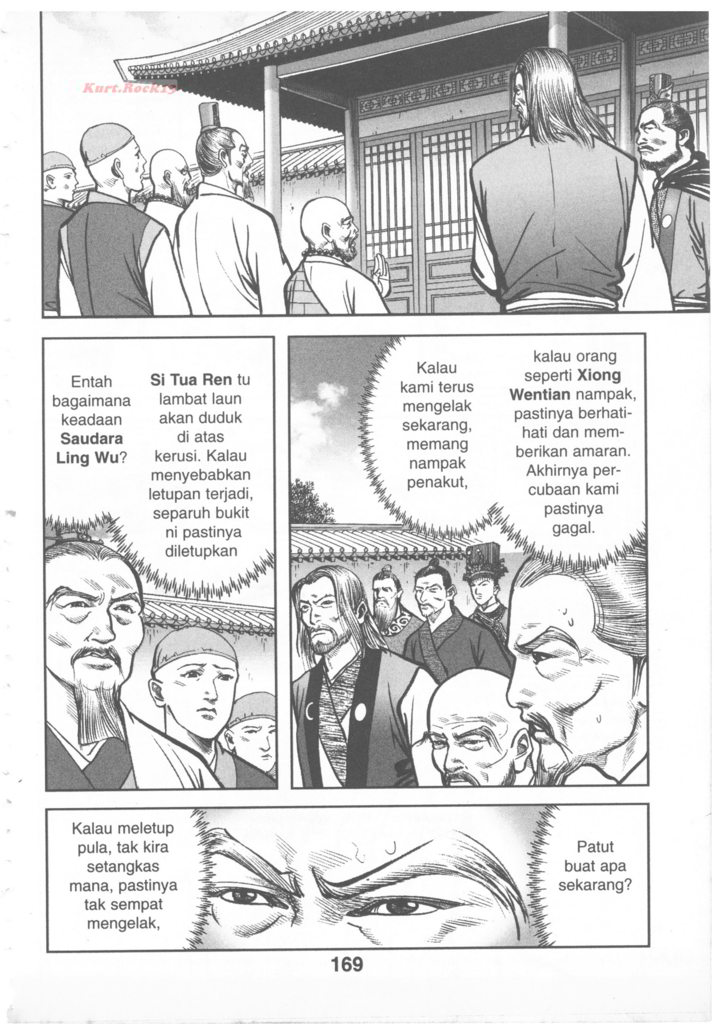 Kurt.Rock19
Entah
bagaimana
keadaan
Saudara
Ling Wu?
Si Tua Ren tu
lambat laun
akan duduk
di atas
kerusi. Kalau
menyebabkan
letupan terjadi,
separuh bukit
ni pastinya
diletupkan
Kalau
kami terus
mengelak
sekarang,
memang
nampak
penakut,
kalau orang
seperti Xiong
Wentian nampak,
pastinya berhati-
hati dan mem-
berikan amaran.
Akhirnya per-
cubaan kami
pastinya
gagal.
Kalau meletup
pula, tak kira
setangkas
mana, pastinya
tak sempat
mengelak,
Patut
buat apa
sekarang?
169